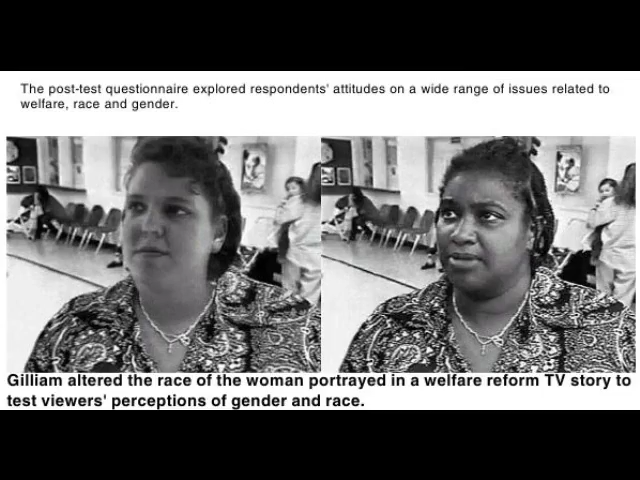 The post-test questionnaire explored respondents' attitudes on a wide range of issues related to
welfare, race and gender.
Gilliam altered the race of the woman portrayed in a welfare reform TV story to
test viewers' perceptions of gender and race.